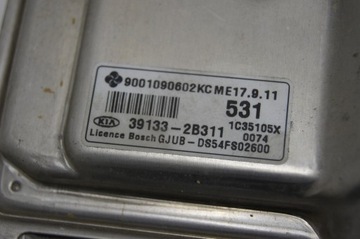 9001090602KC ME17.9.11
531
1C35105X
KIA 39133-2B311 0074
Licence Bosch GJUB-DS54FS02600